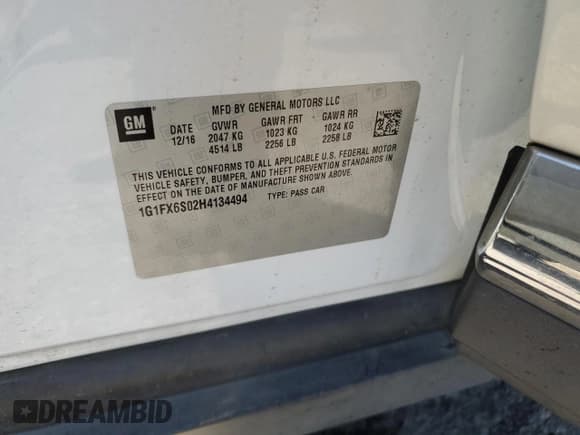 GM
MFD BY GENERAL MOTORS LLC
DATE GVWR GAWR FRT GAWR RR
12/16 2047 KG 1023 KG 1024 KG
4514 LB 2256 LB 2258 LB
THIS VEHICLE CONFORMS TO ALL APPLICABLE U.S. FEDERAL MOTOR
VEHICLE SAFETY, BUMPER, AND THEFT PREVENTION STANDARDS IN
EFFECT ON THE DATE OF MANUFACTURE SHOWN ABOVE.
1G1FX6S02H4134494 TYPE: PASS CAR
DREAMBID